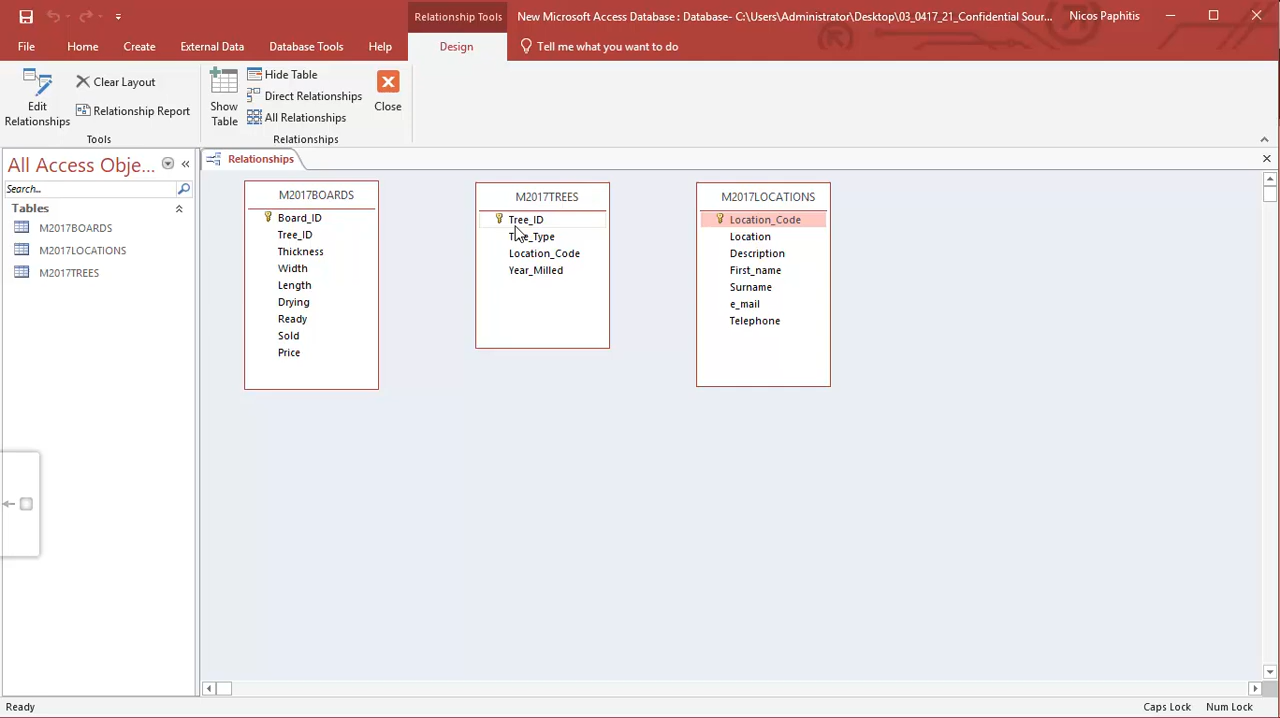 Relationship Tools
New Microsoft Access Database : Database- C:\Users\Administrator\Desktop\03_0417_21_Confidential Sour...
Nicos Paphitis
File
Home
Create
External Data
Database Tools
Help
Design
Tell me what you want to do
Edit
Relationships
Clear Layout
Relationship Report
Tools
Show
Table
Hide Table
Direct Relationships
All Relationships
Relationships
Close
All Access Obje...
Search...
Tables
M2017BOARDS
M2017LOCATIONS
M2017TREES
Relationships
M2017BOARDS
Board_ID
Tree_ID
Thickness
Width
Length
Drying
Ready
Sold
Price
M2017TREES
Tree_ID
Tree_Type
Location_Code
Year_Milled
M2017LOCATIONS
Location_Code
Location
Description
First_name
Surname
e_mail
Telephone
Ready
Caps Lock
Num Lock